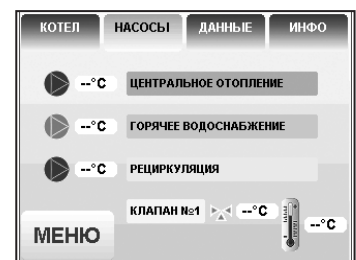 КОТЕЛ НАСОСЫ ДАННЫЕ ИНФО
--°C ЦЕНТРАЛЬНОЕ ОТОПЛЕНИЕ
--°C ГОРЯЧЕЕ ВОДОСНАБЖЕНИЕ
--°C РЕЦИРКУЛЯЦИЯ
КЛАПАН №1 --°C --°C
МЕНЮ